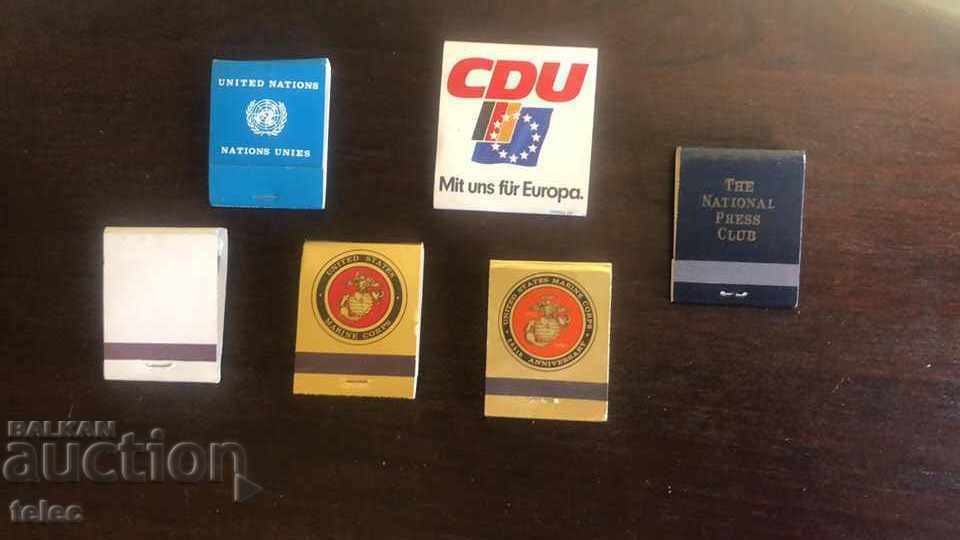 UNITED NATIONS
NATIONS UNIES
CDU
Mit uns für Europa.
THE
NATIONAL
PRESS
CLUB
UNITED STATES
MARINE CORPS
UNITED STATES MARINE CORPS
ANNIVERSARY
BALKAN
auction
telec